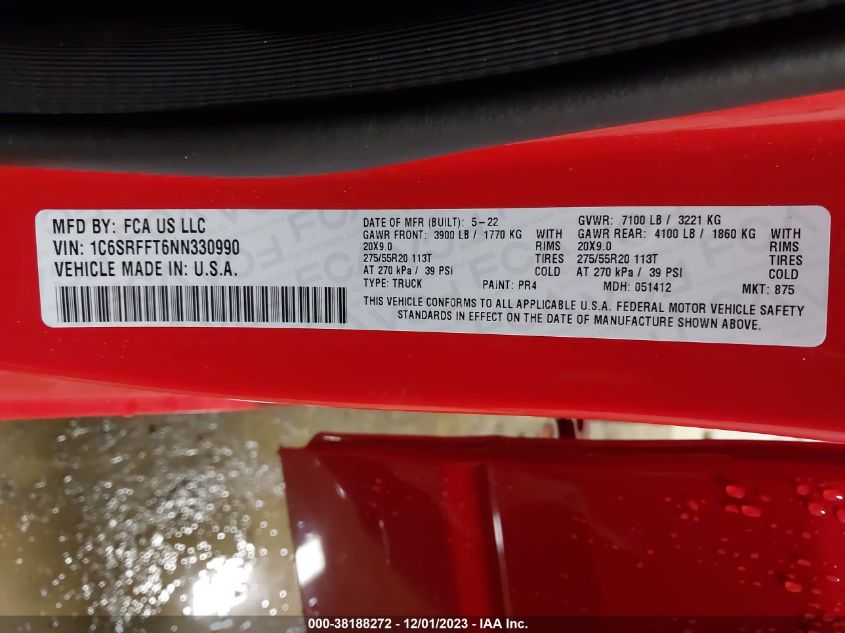 MFD BY: FCA US LLC
VIN: 1C6SRFFT6NN330990
VEHICLE MADE IN: U.S.A.
DATE OF MFR (BUILT): 5-22
GAWR FRONT: 3900 LB / 1770 KG WITH
20X9.0 RIMS
275/55R20 113T TIRES
AT 270 kPa / 39 PSI COLD
TYPE: TRUCK PAINT: PR4
GVWR: 7100 LB / 3221 KG
GAWR REAR: 4100 LB / 1860 KG WITH
20X9.0 RIMS
275/55R20 113T TIRES
AT 270 kPa / 39 PSI COLD
MDH: 051412 MKT: 875
THIS VEHICLE CONFORMS TO ALL APPLICABLE U.S.A. FEDERAL MOTOR VEHICLE SAFETY
STANDARDS IN EFFECT ON THE DATE OF MANUFACTURE SHOWN ABOVE.
000-38188272 - 12/01/2023 - IAA Inc.